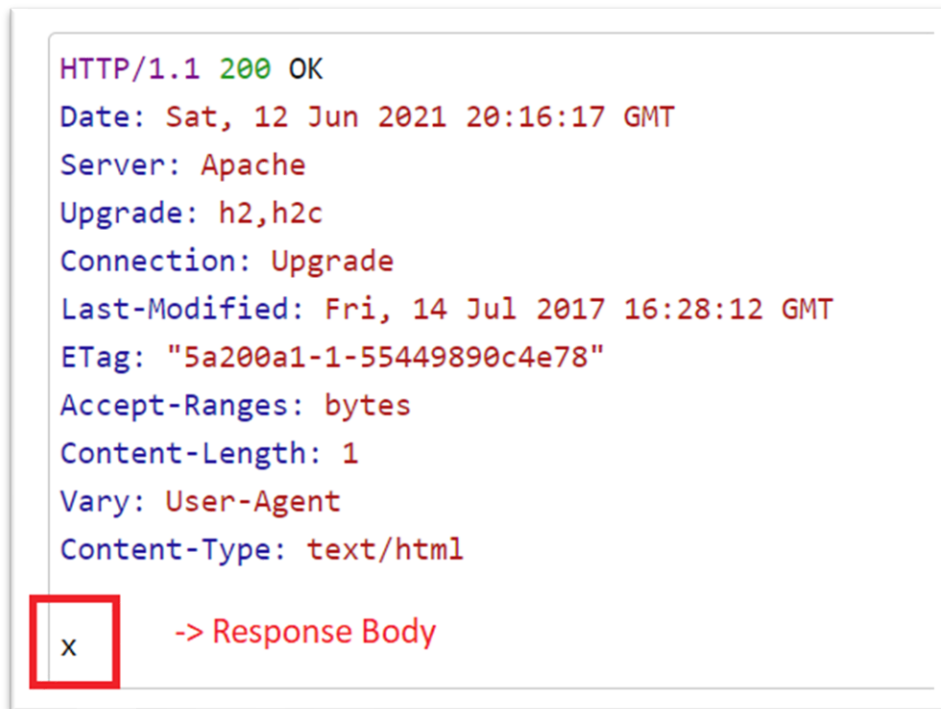 HTTP/1.1 200 OK
Date: Sat, 12 Jun 2021 20:16:17 GMT
Server: Apache
Upgrade: h2,h2c
Connection: Upgrade
Last-Modified: Fri, 14 Jul 2017 16:28:12 GMT
ETag: "5a200a1-1-55449890c4e78"
Accept-Ranges: bytes
Content-Length: 1
Vary: User-Agent
Content-Type: text/html
x -> Response Body